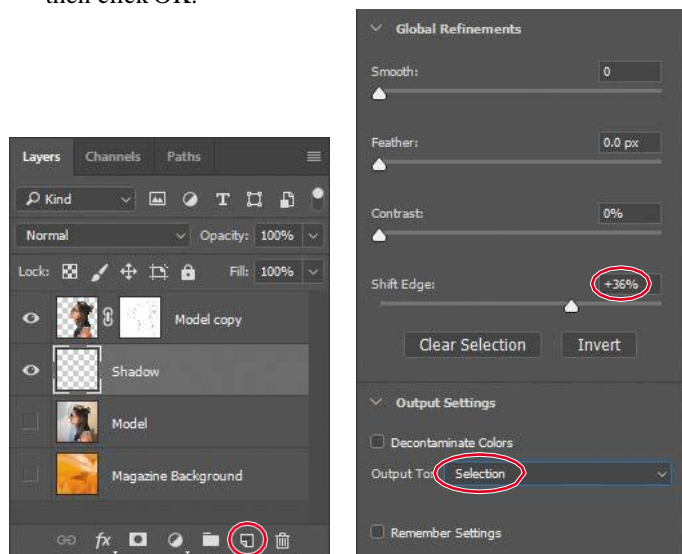 then click OK.
Layers Channels Paths
Kind
Normal Opacity: 100%
Lock: Fill: 100%
Model copy
Shadow
Model
Magazine Background
fx
Global Refinements
Smooth: 0
Feather: 0.0 px
Contrast: 0%
Shift Edge: +36%
Clear Selection Invert
Output Settings
Decontaminate Colors
Output To: Selection
Remember Settings